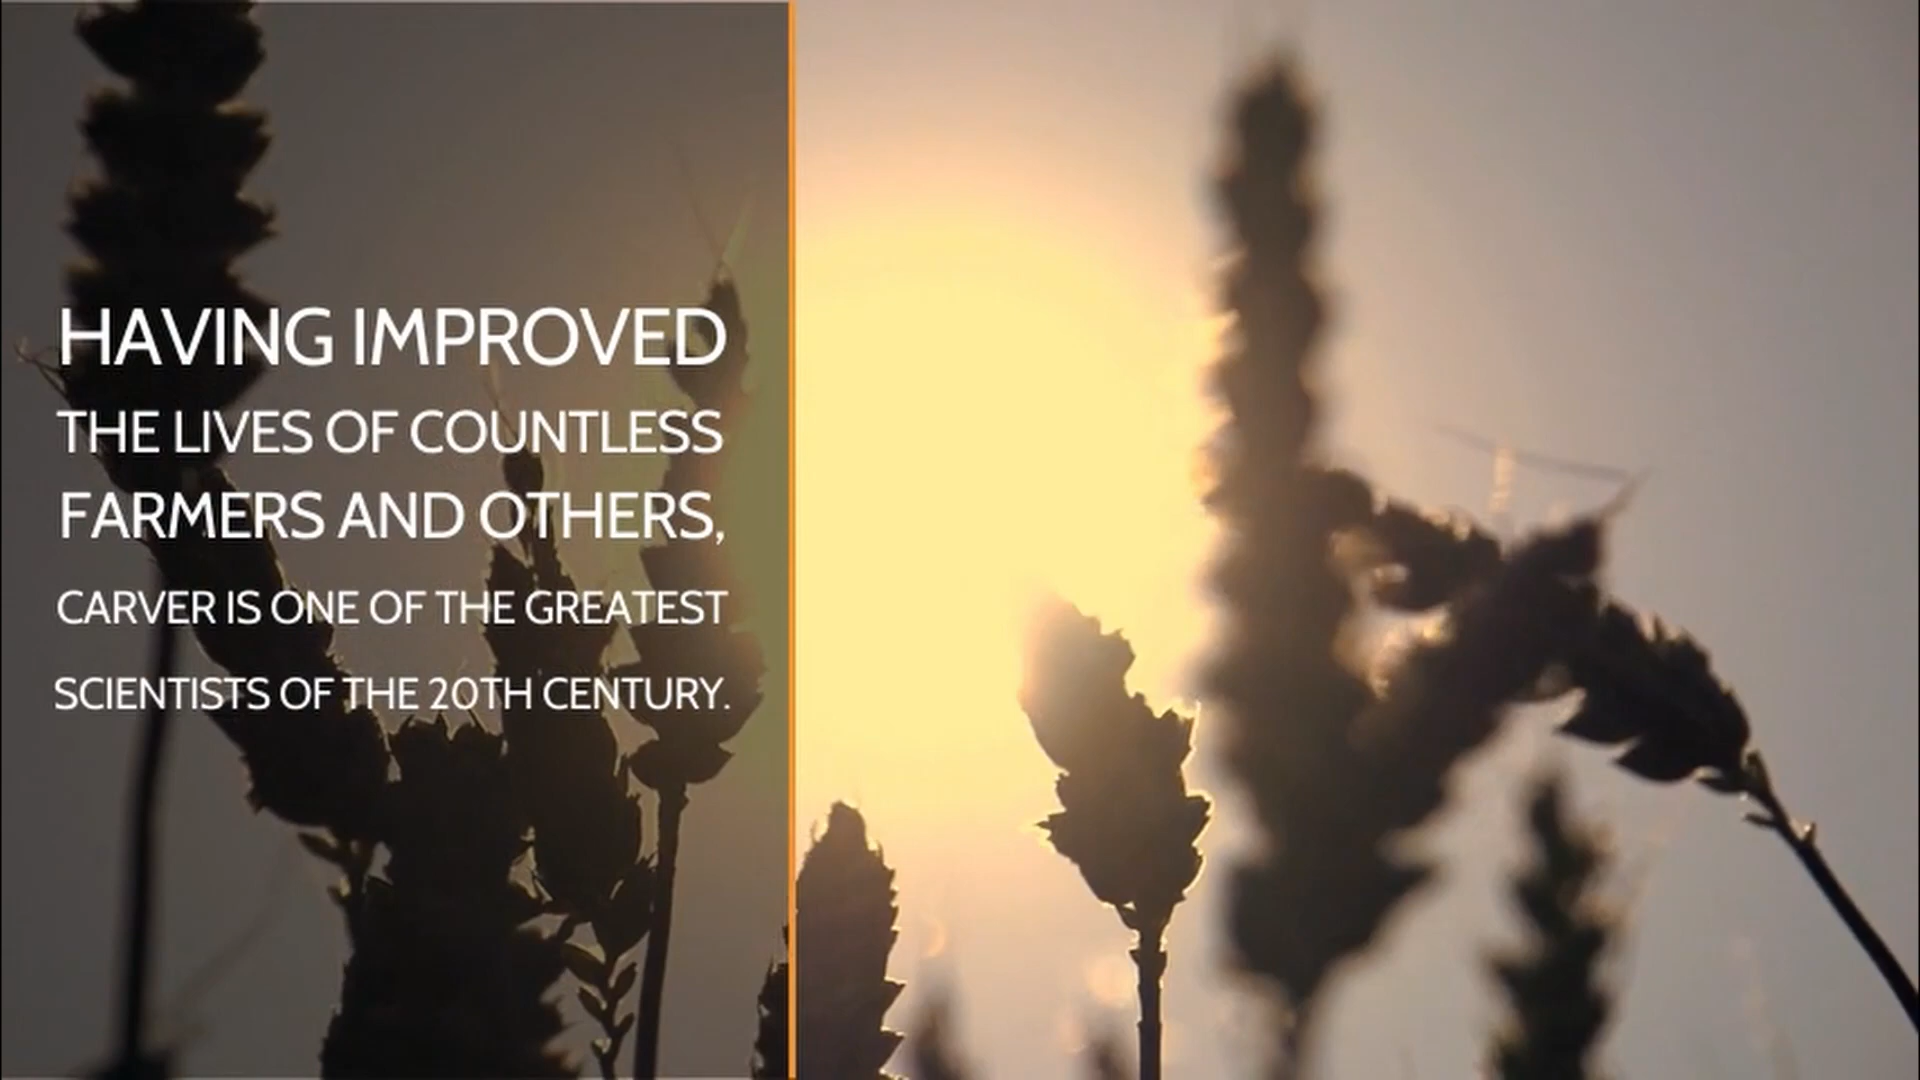 HAVING IMPROVED
THE LIVES OF COUNTLESS
FARMERS AND OTHERS,
CARVER IS ONE OF THE GREATEST
SCIENTISTS OF THE 20TH CENTURY.